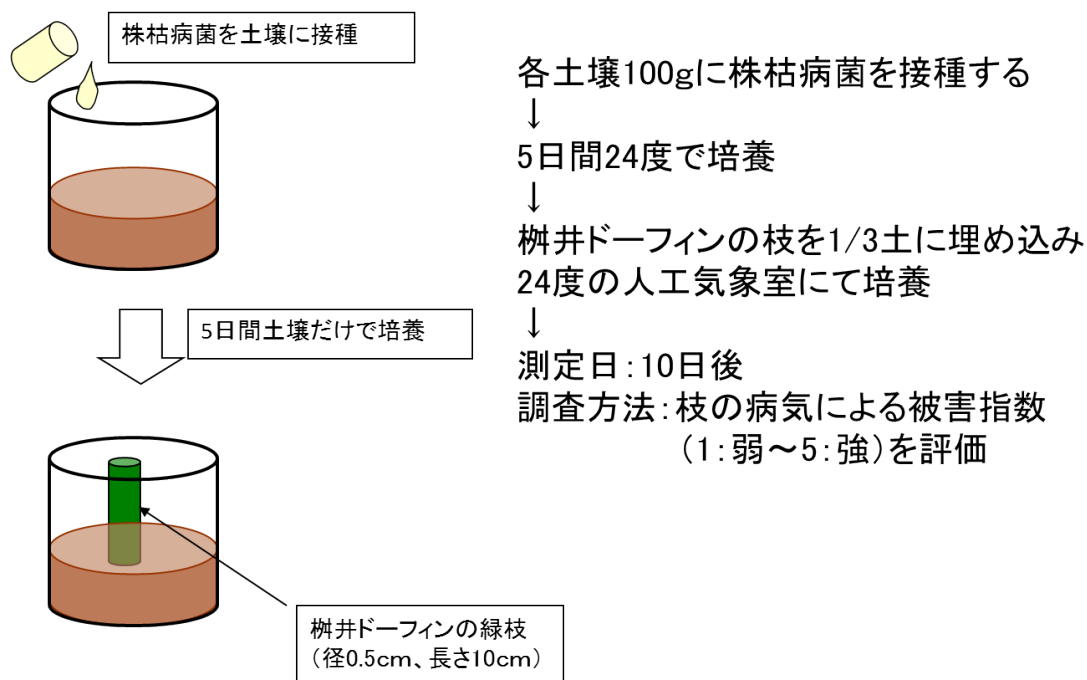 株枯病菌を土壌に接種
5日間土壌だけで培養
桝井ドーフィンの緑枝
(径0.5cm、長さ10cm)
各土壌100gに株枯病菌を接種する
↓
5日間24度で培養
↓
桝井ドーフィンの枝を1/3土に埋め込み
24度の人工気象室にて培養
↓
測定日:10日後
調査方法:枝の病気による被害指数
(1:弱～5:強)を評価